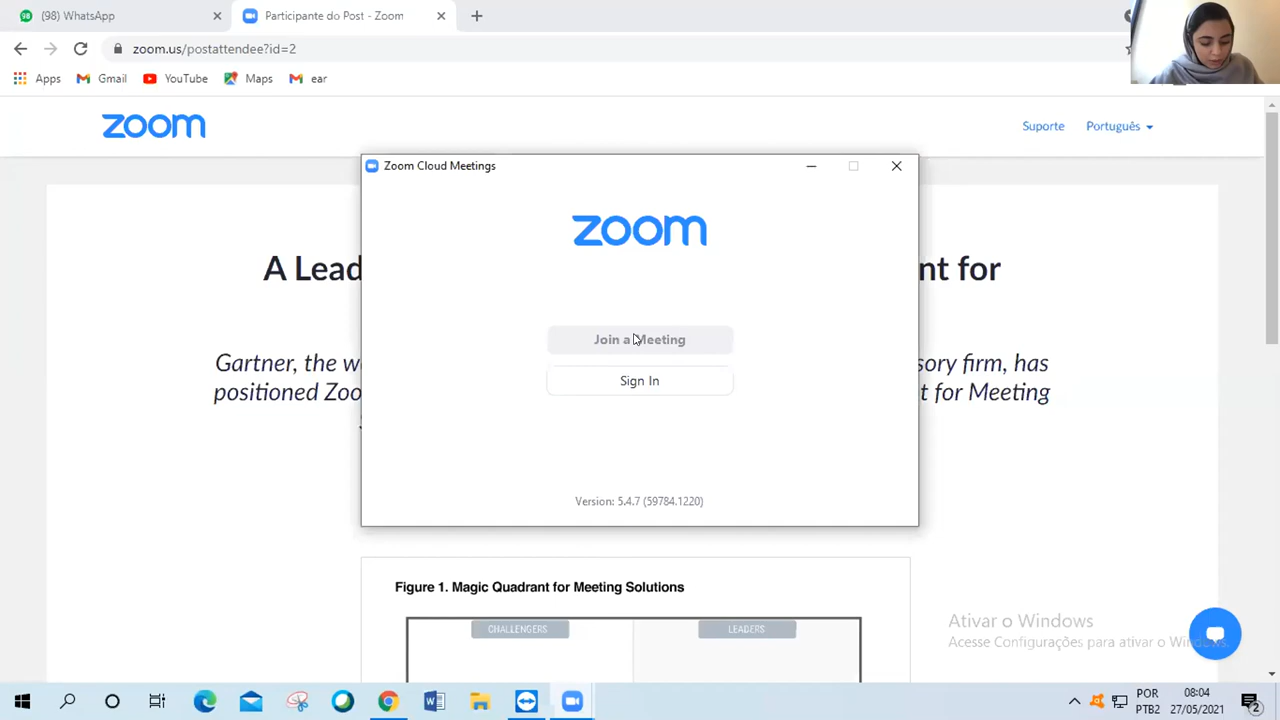 (98) WhatsApp
Participante do Post - Zoom
zoom.us/postattendee?id=2
Apps
Gmail
YouTube
Maps
ear
zoom
Suporte
Português
Zoom Cloud Meetings
zoom
Join a Meeting
Sign In
Version: 5.4.7 (59784.1220)
A Lead
nt for
Gartner, the w
sory firm, has
positioned Zoo
t for Meeting
Figure 1. Magic Quadrant for Meeting Solutions
CHALLENGERS
LEADERS
Ativar o Windows
Acesse Configurações para ativar o Windows.
POR
PTB2
08:04
27/05/2021
2